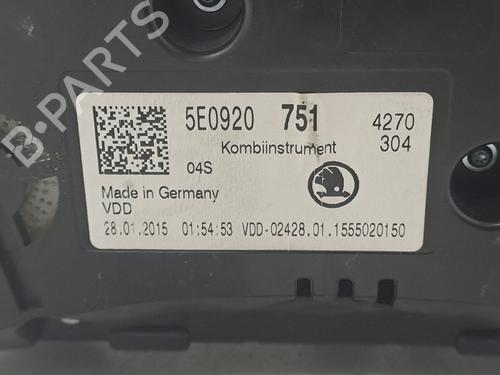 B-PARTS
5E0920 751 4270
Kombiinstrument 304
04S
Made in Germany
VDD
28.01.2015 01:54:53 VDD-02428.01.1555020150